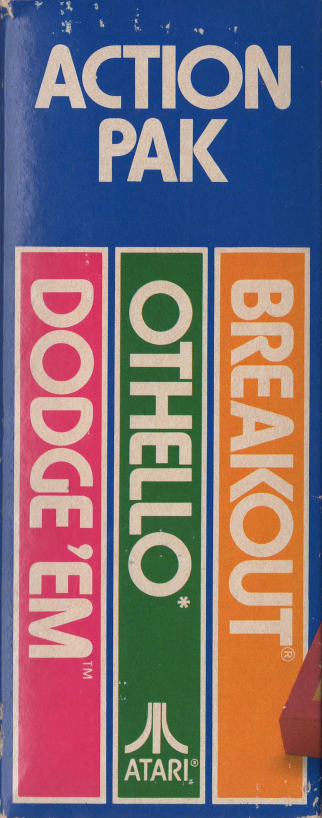 ACTION
PAK
DODGE 'EM™
OTHELLO*
BREAKOUT®
ATARI®